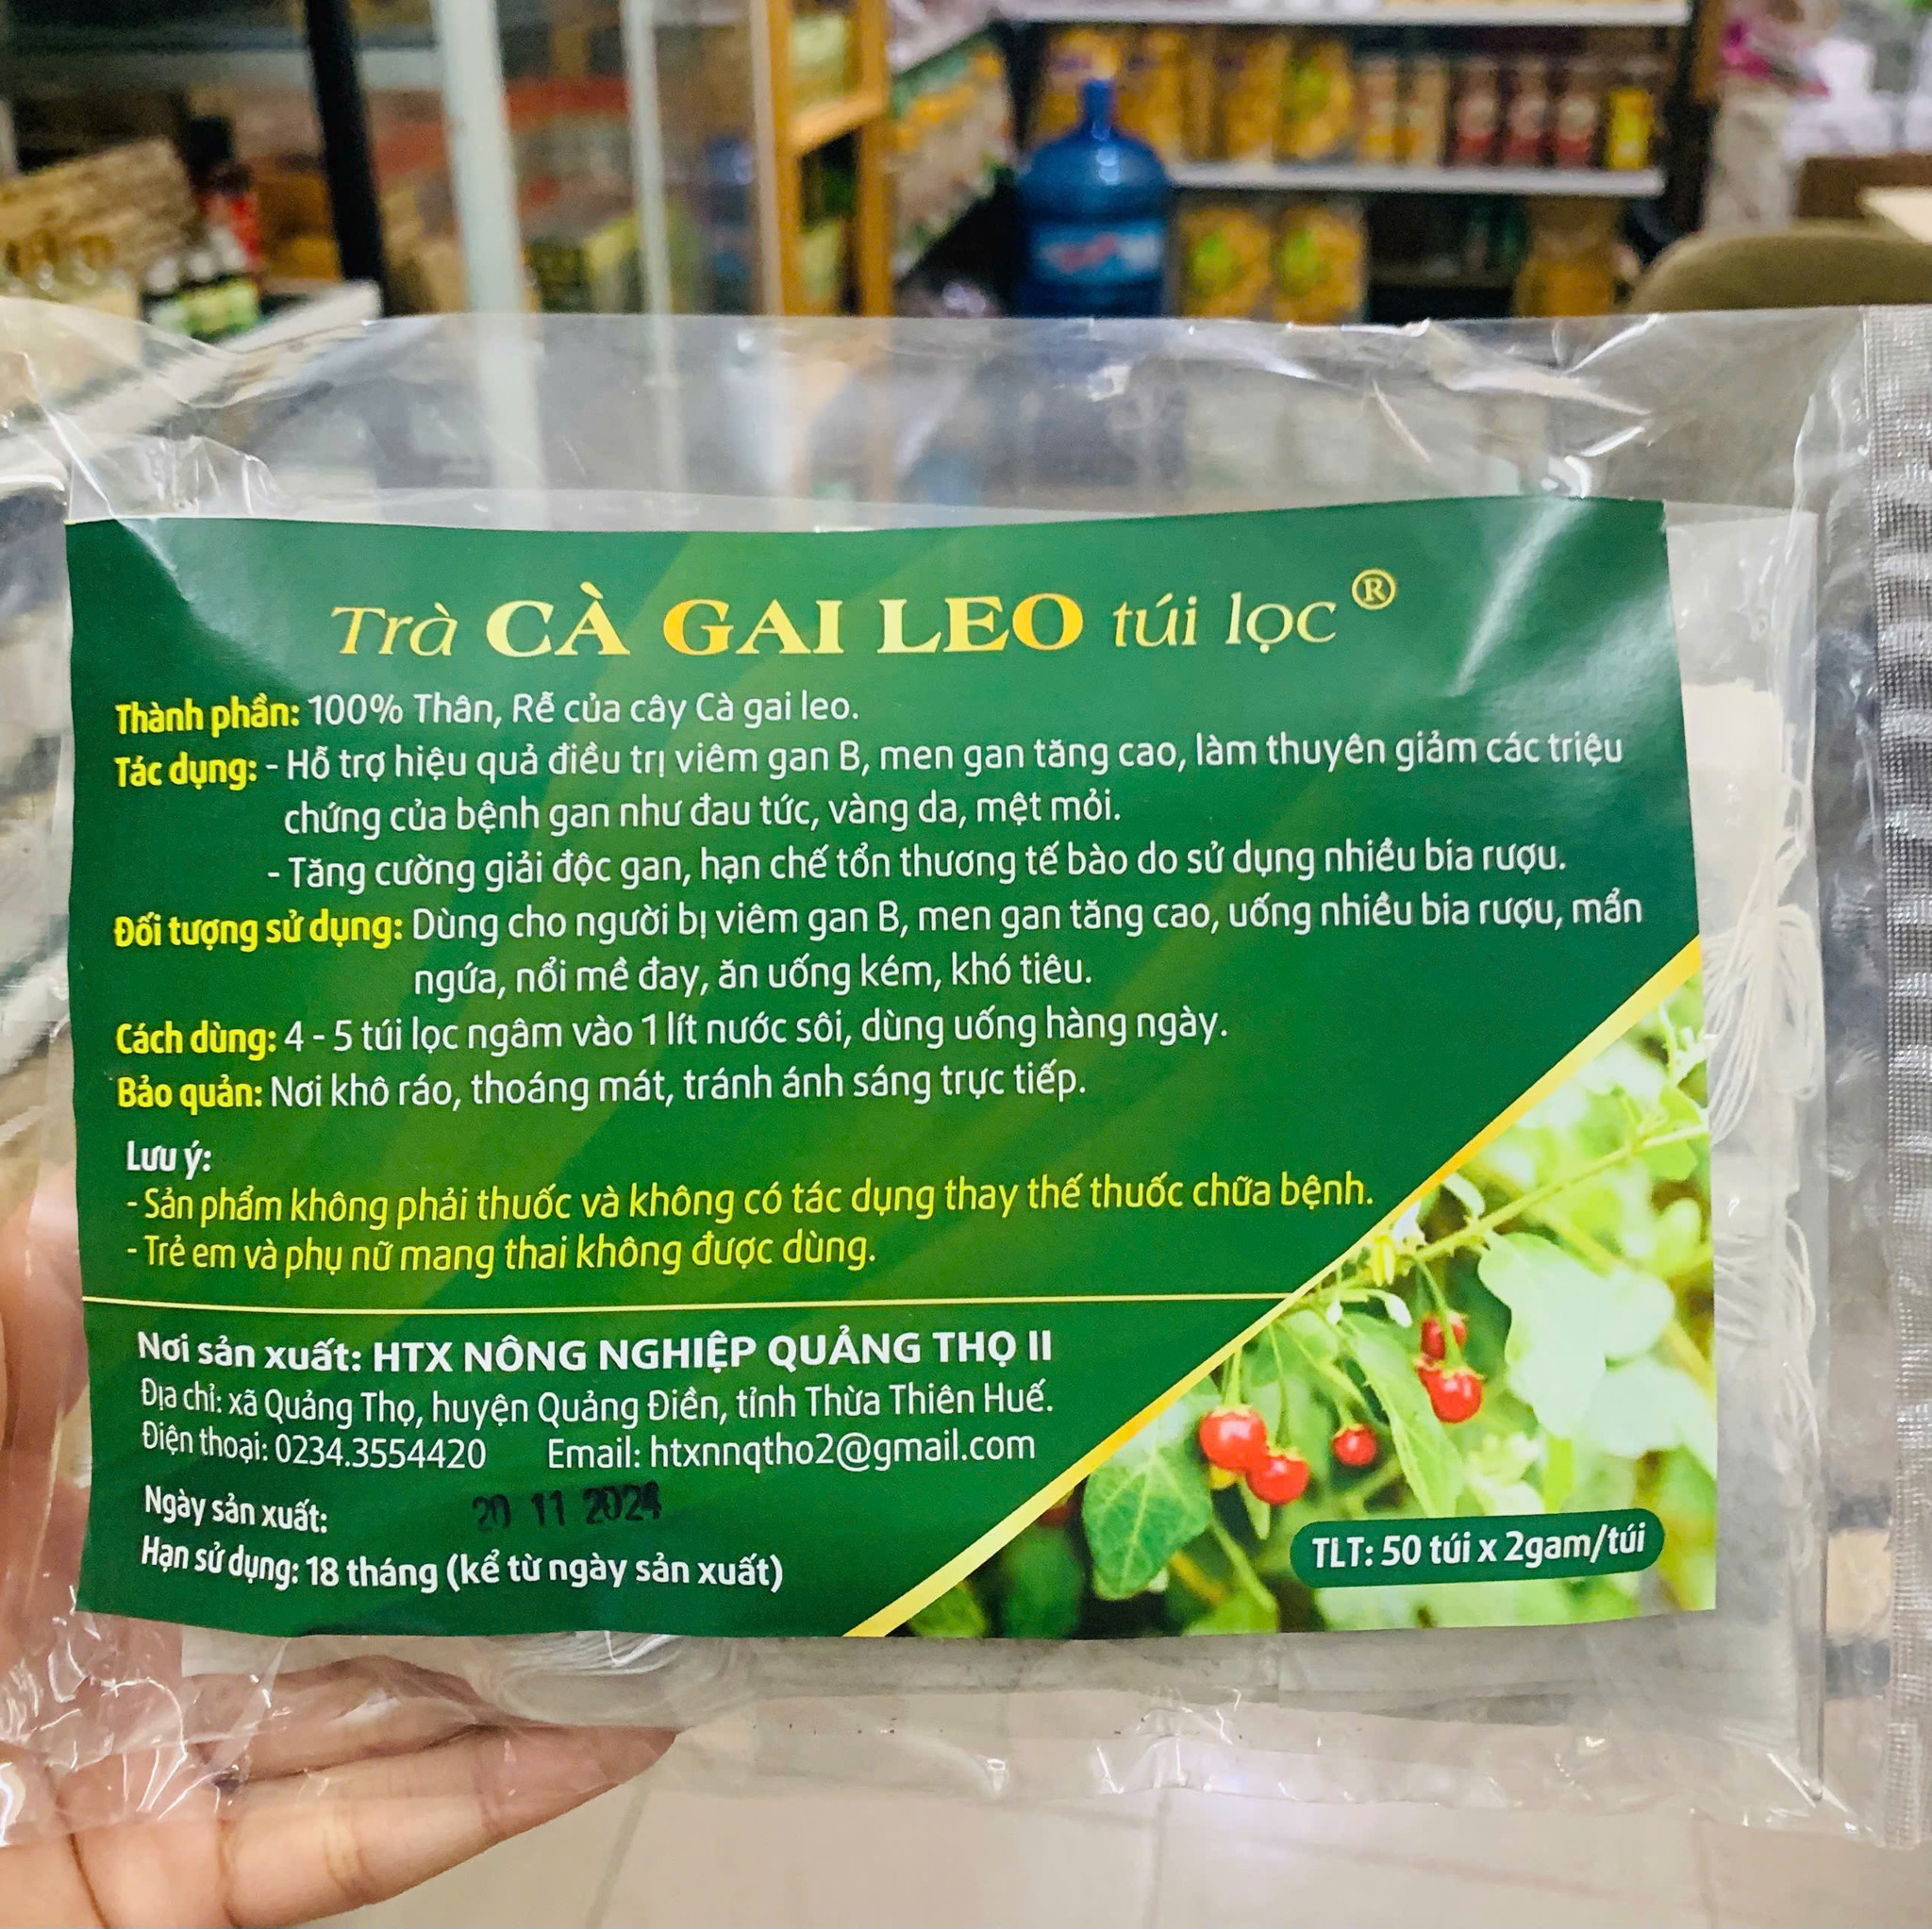 Trà CÀ GAI LEO túi lọc ®
Thành phần: 100% Thân, Rễ của cây Cà gai leo.
Tác dụng: - Hỗ trợ hiệu quả điều trị viêm gan B, men gan tăng cao, làm thuyên giảm các triệu
chứng của bệnh gan như đau tức, vàng da, mệt mỏi.
- Tăng cường giải độc gan, hạn chế tổn thương tế bào do sử dụng nhiều bia rượu.
Đối tượng sử dụng: Dùng cho người bị viêm gan B, men gan tăng cao, uống nhiều bia rượu, mẩn
ngứa, nổi mề đay, ăn uống kém, khó tiêu.
Cách dùng: 4 - 5 túi lọc ngâm vào 1 lít nước sôi, dùng uống hàng ngày.
Bảo quản: Nơi khô ráo, thoáng mát, tránh ánh sáng trực tiếp.
Lưu ý:
- Sản phẩm không phải thuốc và không có tác dụng thay thế thuốc chữa bệnh.
- Trẻ em và phụ nữ mang thai không được dùng.
Nơi sản xuất: HTX NÔNG NGHIỆP QUẢNG THỌ II
Địa chỉ: xã Quảng Thọ, huyện Quảng Điền, tỉnh Thừa Thiên Huế.
Điện thoại: 0234.3554420 Email: htxnnqtho2@gmail.com
Ngày sản xuất: 20 11 2024
Hạn sử dụng: 18 tháng (kể từ ngày sản xuất)
TLT: 50 túi x 2gam/túi